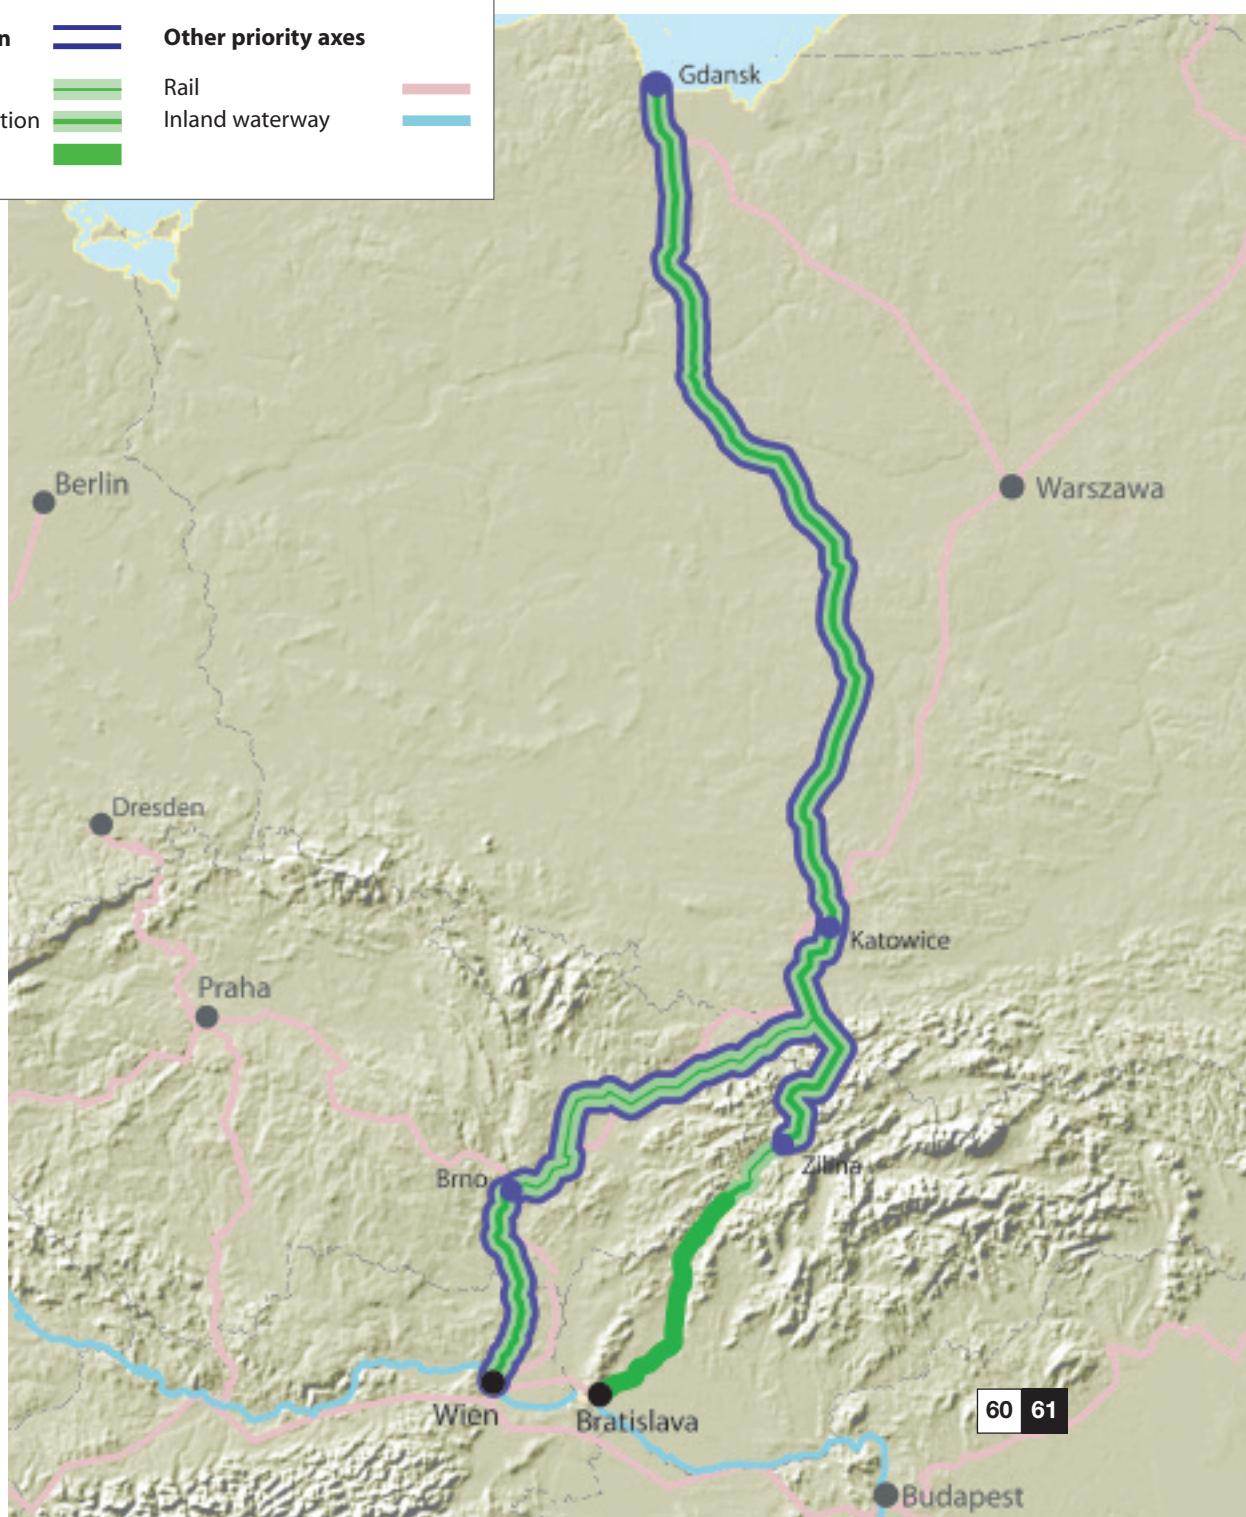 n
Other priority axes
Rail
tion
Inland waterway
Gdansk
Berlin
Warszawa
Dresden
Katowice
Praha
Zilina
Brno
Wien
Bratislava
60 61
Budapest